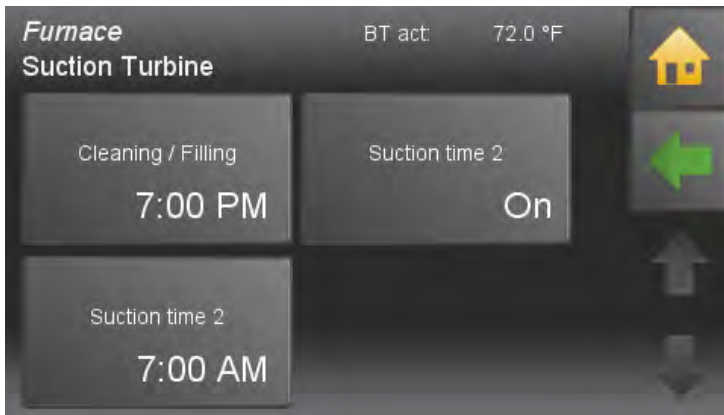 Furnace
BT act: 72.0 °F
Suction Turbine
Cleaning / Filling
7:00 PM
Suction time 2
On
Suction time 2
7:00 AM